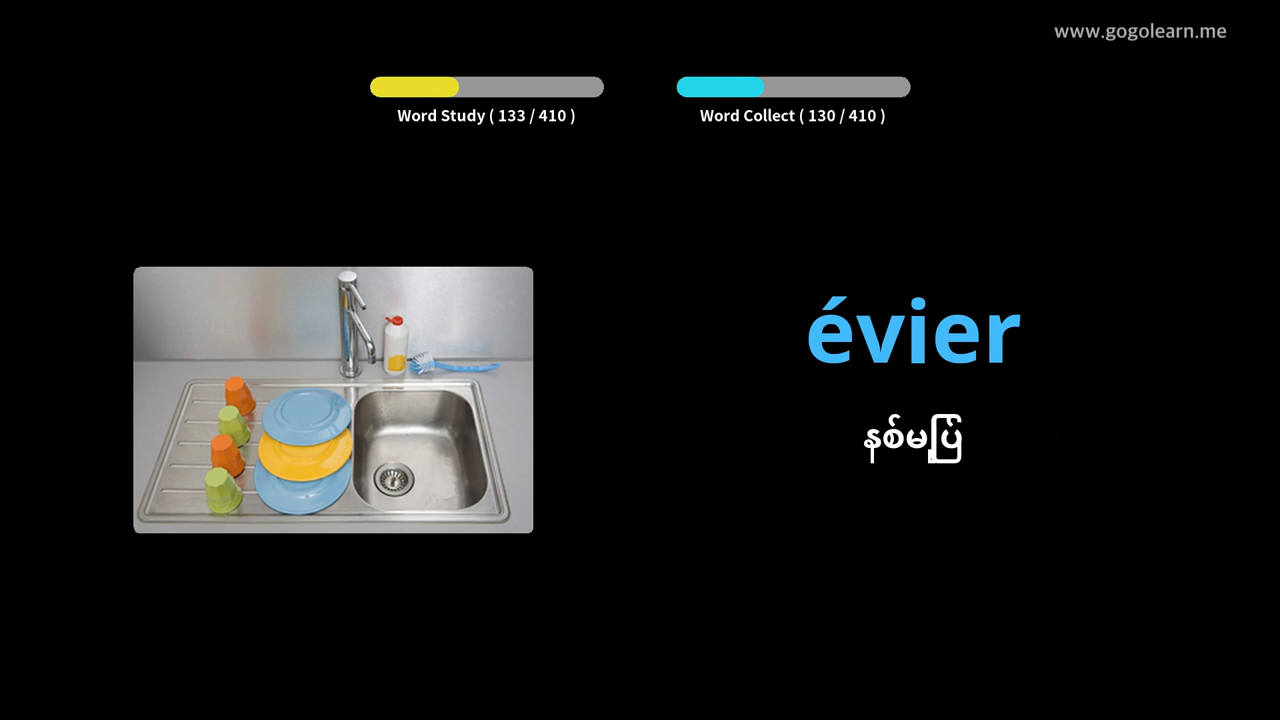 www.gogolearn.me
Word Study ( 133 / 410 )
Word Collect ( 130 / 410 )
évier
နစ်မြုပ်